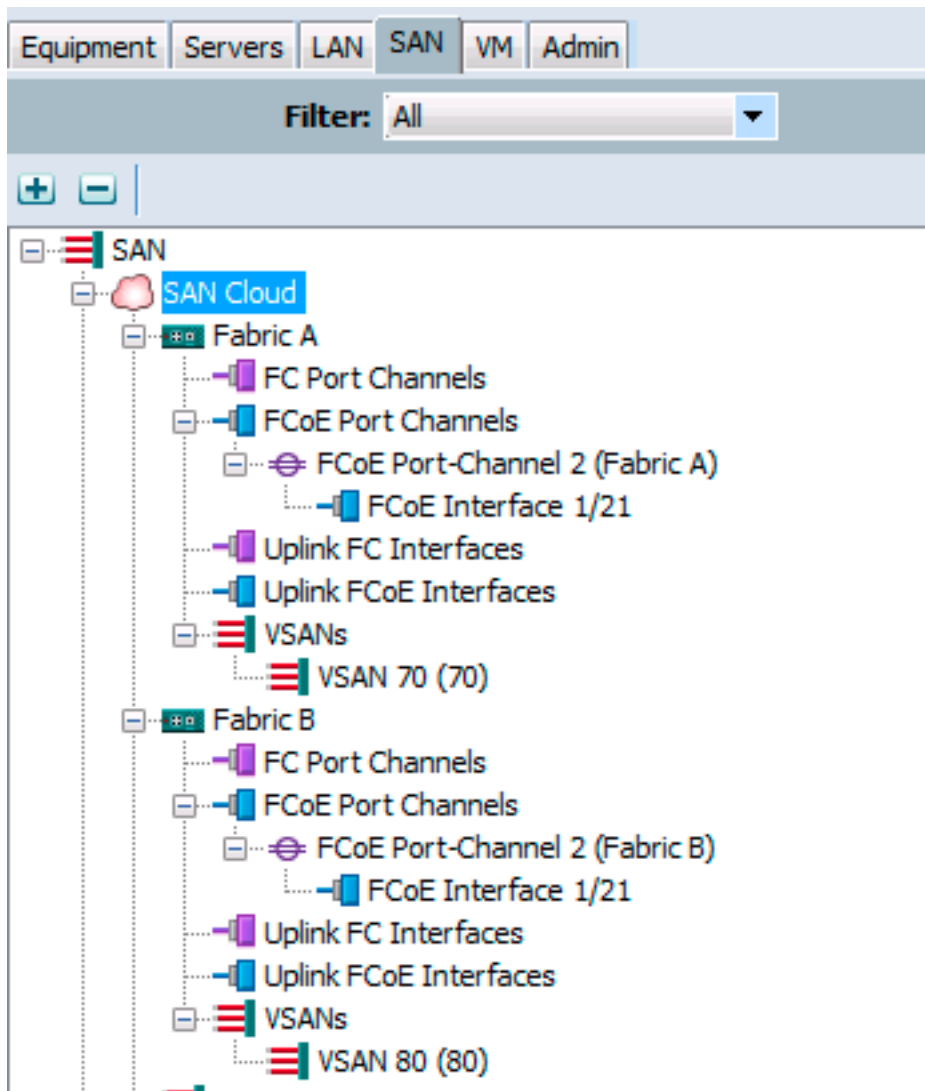 Equipment Servers LAN SAN VM Admin
Filter: All
SAN
SAN Cloud
Fabric A
FC Port Channels
FCoE Port Channels
FCoE Port-Channel 2 (Fabric A)
FCoE Interface 1/21
Uplink FC Interfaces
Uplink FCoE Interfaces
VSANs
VSAN 70 (70)
Fabric B
FC Port Channels
FCoE Port Channels
FCoE Port-Channel 2 (Fabric B)
FCoE Interface 1/21
Uplink FC Interfaces
Uplink FCoE Interfaces
VSANs
VSAN 80 (80)